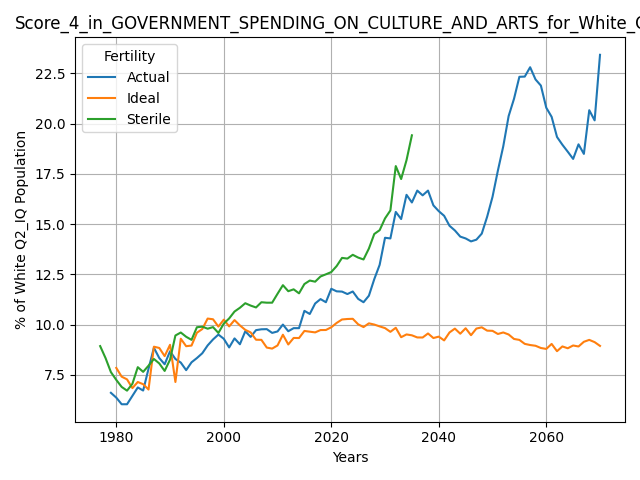 Score_4_in_GOVERNMENT_SPENDING_ON_CULTURE_AND_ARTS_for_White_
Fertility
Actual
Ideal
Sterile
% of White Q2_IQ Population
22.5
20.0
17.5
15.0
12.5
10.0
7.5
1980
2000
2020
2040
2060
Years